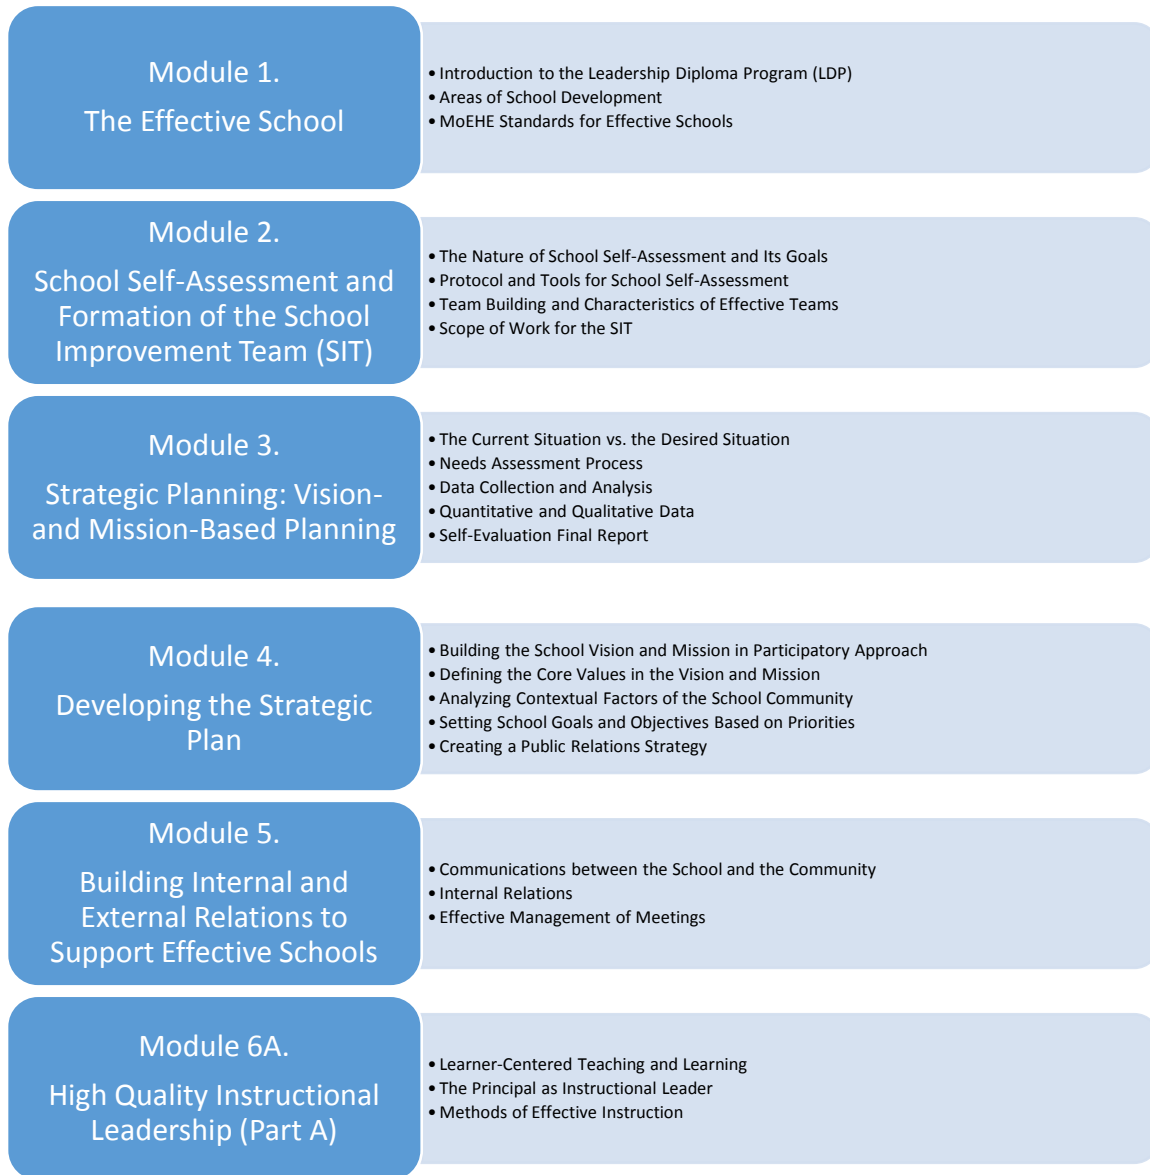 Module 1.
The Effective School
• Introduction to the Leadership Diploma Program (LDP)
• Areas of School Development
• MoEHE Standards for Effective Schools
Module 2.
School Self-Assessment and
Formation of the School
Improvement Team (SIT)
• The Nature of School Self-Assessment and Its Goals
• Protocol and Tools for School Self-Assessment
• Team Building and Characteristics of Effective Teams
• Scope of Work for the SIT
Module 3.
Strategic Planning: Vision-
and Mission-Based Planning
• The Current Situation vs. the Desired Situation
• Needs Assessment Process
• Data Collection and Analysis
• Quantitative and Qualitative Data
• Self-Evaluation Final Report
Module 4.
Developing the Strategic
Plan
• Building the School Vision and Mission in Participatory Approach
• Defining the Core Values in the Vision and Mission
• Analyzing Contextual Factors of the School Community
• Setting School Goals and Objectives Based on Priorities
• Creating a Public Relations Strategy
Module 5.
Building Internal and
External Relations to
Support Effective Schools
• Communications between the School and the Community
• Internal Relations
• Effective Management of Meetings
Module 6A.
High Quality Instructional
Leadership (Part A)
• Learner-Centered Teaching and Learning
• The Principal as Instructional Leader
• Methods of Effective Instruction